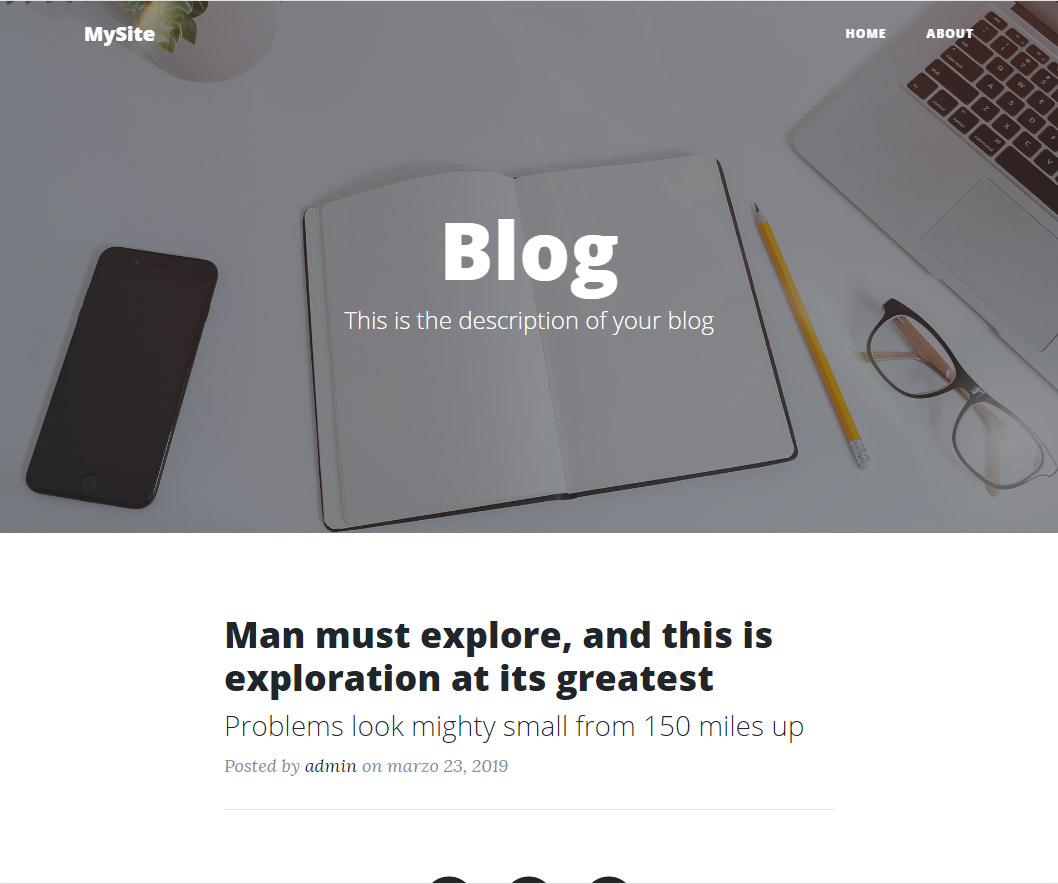 MySite
HOME ABOUT
Blog
This is the description of your blog
Man must explore, and this is
exploration at its greatest
Problems look mighty small from 150 miles up
Posted by admin on marzo 23, 2019